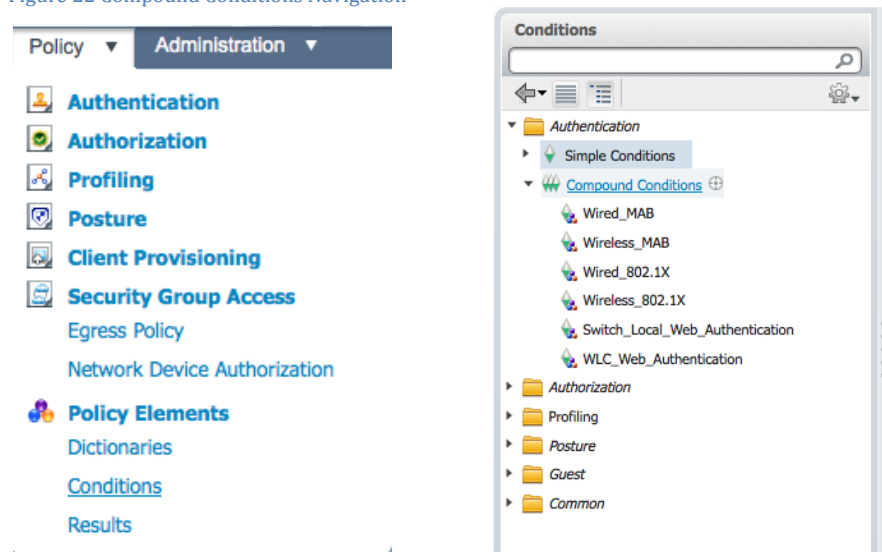 Figure 22 Compound Conditions Navigation
Policy ▼ Administration ▼
Authentication
Authorization
Profiling
Posture
Client Provisioning
Security Group Access
Egress Policy
Network Device Authorization
Policy Elements
Dictionaries
Conditions
Results
Conditions
Authentication
Simple Conditions
Compound Conditions
Wired_MAB
Wireless_MAB
Wired_802.1X
Wireless_802.1X
Switch_Local_Web_Authentication
WLC_Web_Authentication
Authorization
Profiling
Posture
Guest
Common